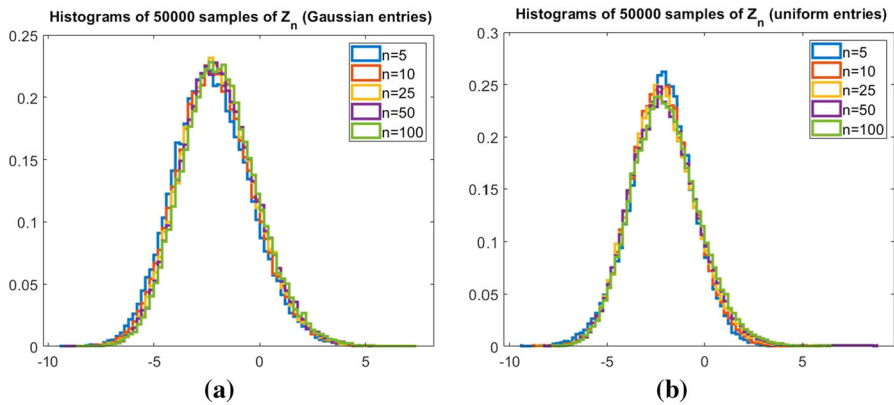 Histograms of 50000 samples of Z_n (Gaussian entries)
0.25
0.2
0.15
0.1
0.05
0
-10
-5
0
5
n=5
n=10
n=25
n=50
n=100
(a)
Histograms of 50000 samples of Z_n (uniform entries)
0.3
0.25
0.2
0.15
0.1
0.05
0
-10
-5
0
5
n=5
n=10
n=25
n=50
n=100
(b)